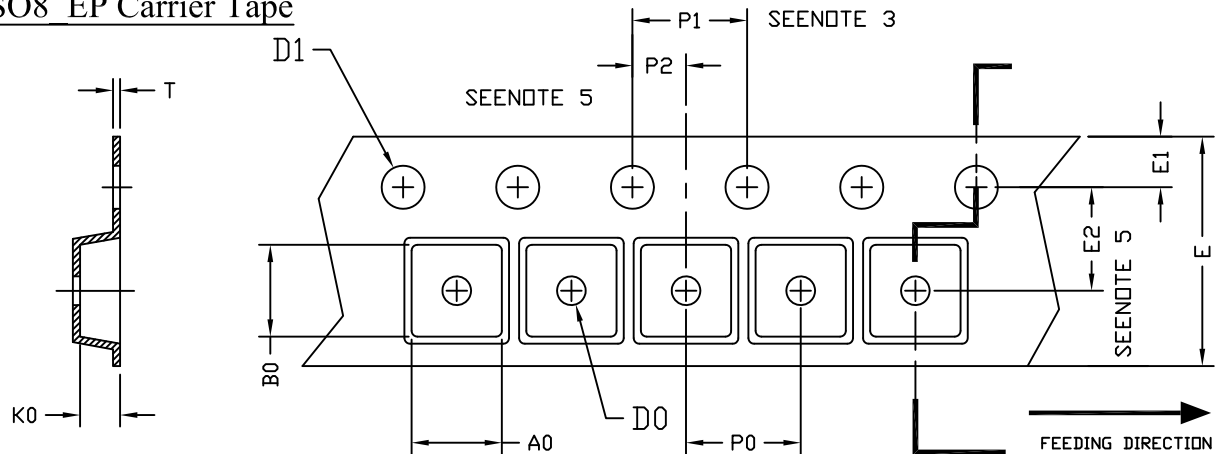 SO8_EP Carrier Tape
P1
SEENOTE 3
D1
P2
T
SEENOTE 5
E1
E2
E
SEENOTE 5
B0
K0
D0
A0
P0
FEEDING DIRECTION